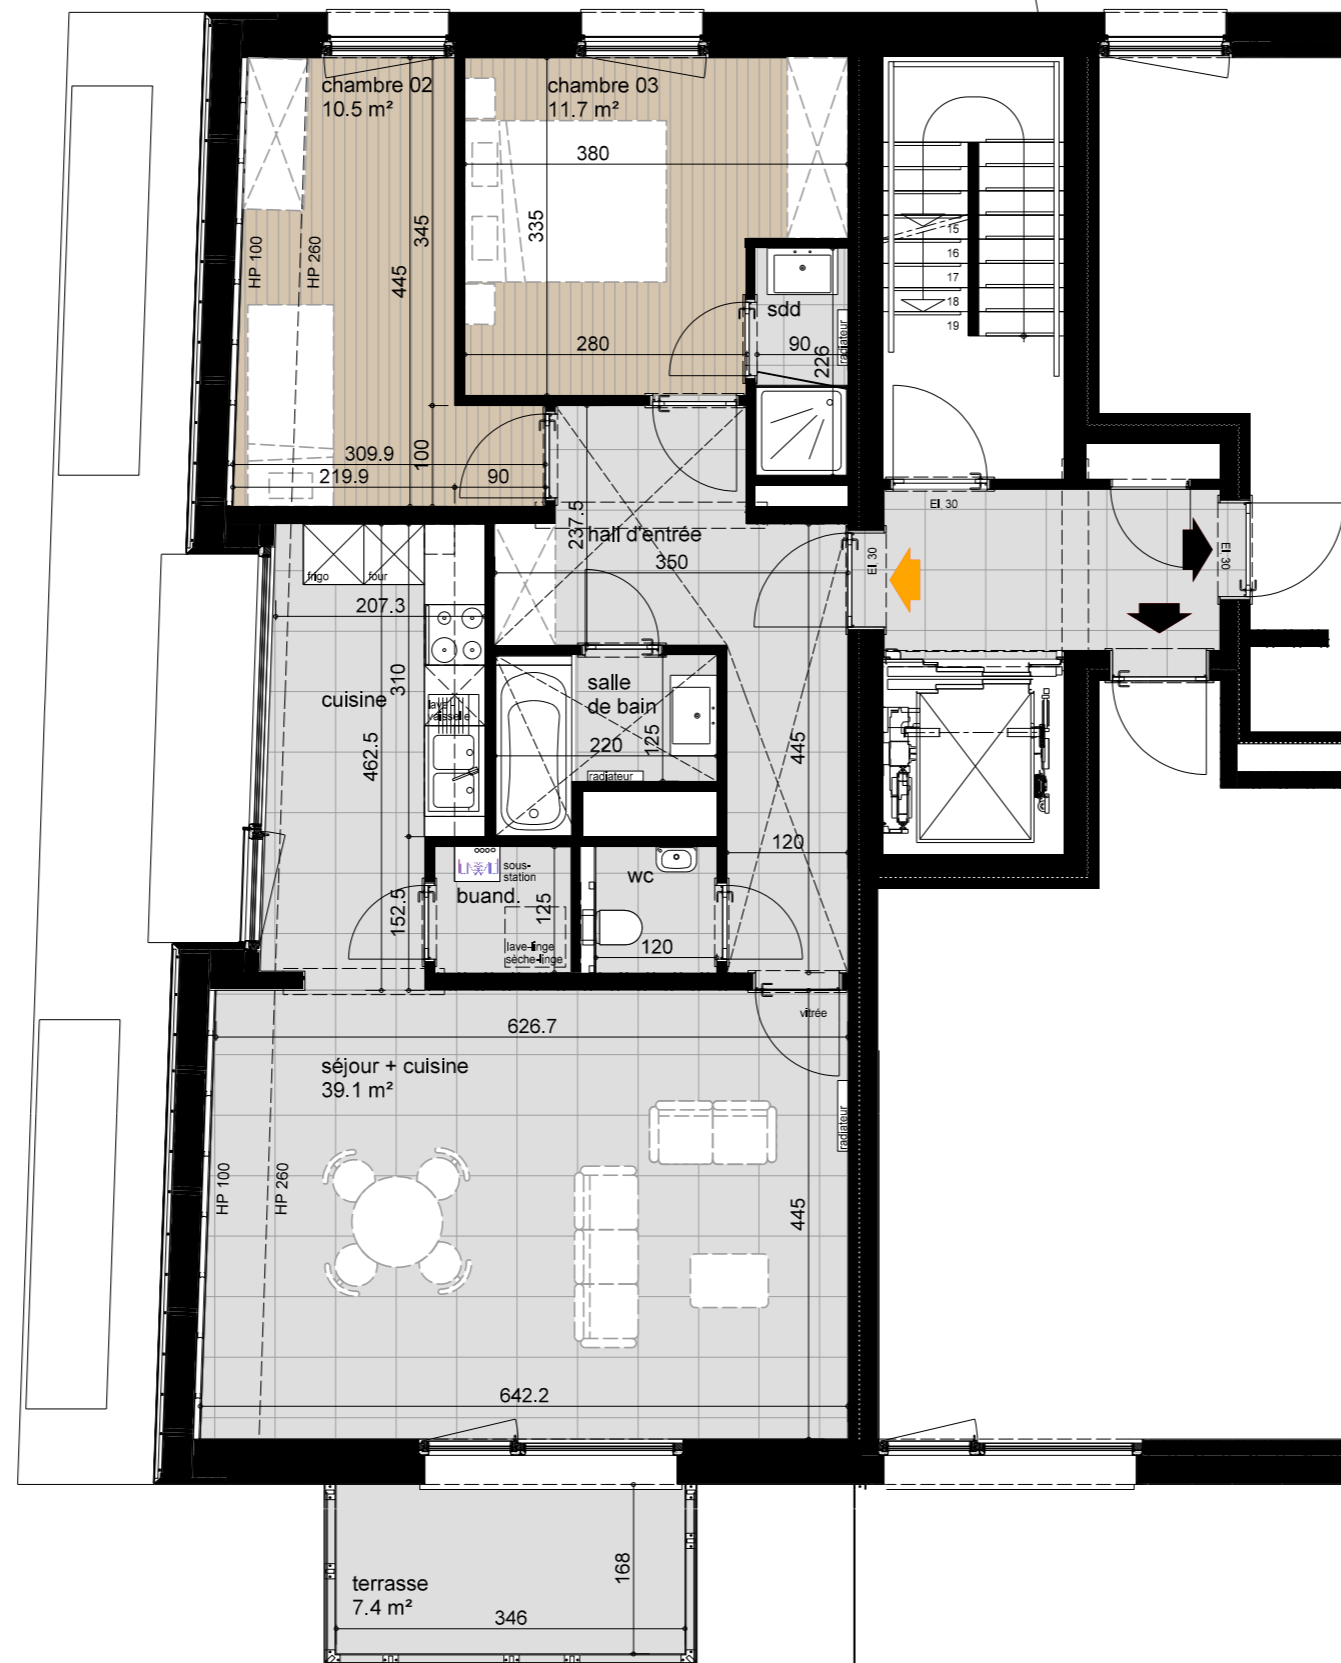 chambre 02
10.5 m²
chambre 03
11.7 m²
380
335
345
445
HP 100
HP 260
15
16
17
18
19
sdd
radiateur
280
90
226
309.9
100
219.9
90
237.5
hall d'entrée
350
EI 30
EI 30
EI 30
frigo
four
207.3
310
cuisine
lave-
vaisselle
462.5
salle
de bain
125
220
radiateur
445
120
152.5
sous-
station
buand.
125
lave-linge
sèche-linge
wc
120
vitrée
626.7
séjour + cuisine
39.1 m²
radiateur
HP 100
HP 260
445
642.2
terrasse
7.4 m²
168
346